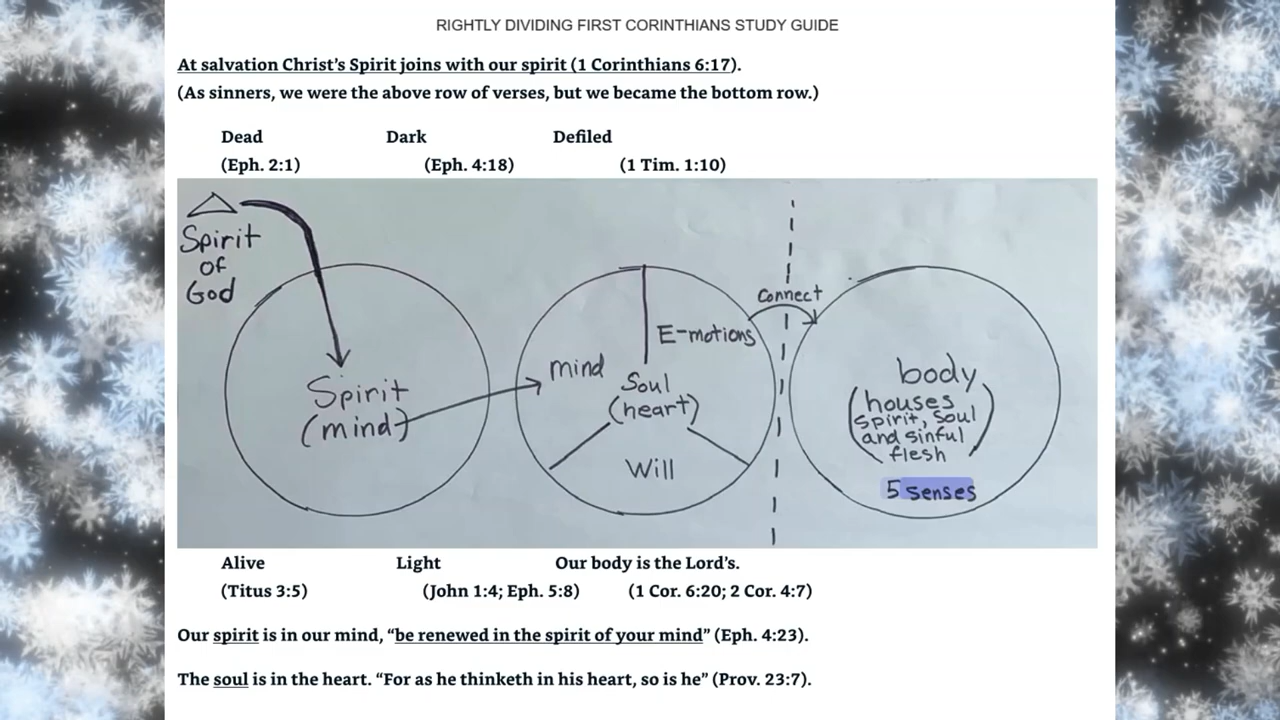 RIGHTLY DIVIDING FIRST CORINTHIANS STUDY GUIDE
At salvation Christ’s Spirit joins with our spirit (1 Corinthians 6:17).
(As sinners, we were the above row of verses, but we became the bottom row.)
Dead Dark Defiled
(Eph. 2:1) (Eph. 4:18) (1 Tim. 1:10)
Spirit
of
God
Connect
E-motions
mind
Soul
(heart)
Will
Spirit
(mind)
body
(houses
spirit, soul
and sinful
flesh)
5 senses
Alive Light Our body is the Lord’s.
(Titus 3:5) (John 1:4; Eph. 5:8) (1 Cor. 6:20; 2 Cor. 4:7)
Our spirit is in our mind, “be renewed in the spirit of your mind” (Eph. 4:23).
The soul is in the heart. “For as he thinketh in his heart, so is he” (Prov. 23:7).